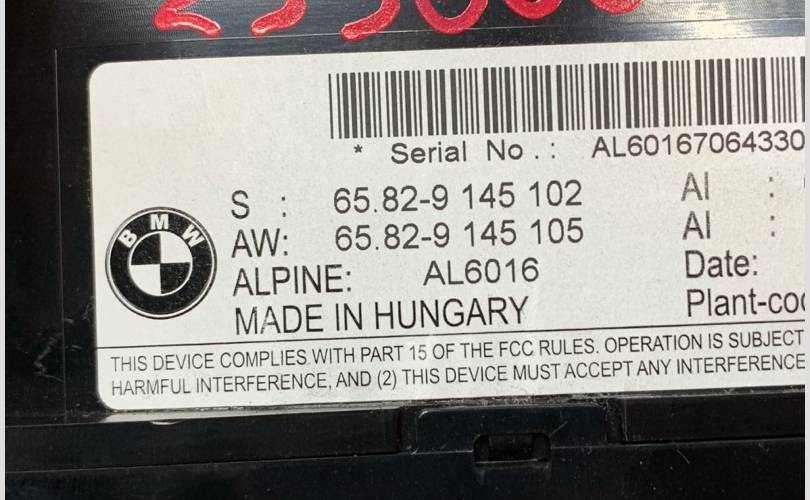 * Serial No.: AL60167064330
S : 65.82-9 145 102 AI :
AW: 65.82-9 145 105 AI :
BMW
ALPINE: AL6016 Date:
MADE IN HUNGARY
THIS DEVICE COMPLIES WITH PART 15 OF THE FCC RULES. OPERATION IS SUBJECT
HARMFUL INTERFERENCE, AND (2) THIS DEVICE MUST ACCEPT ANY INTERFERENCE